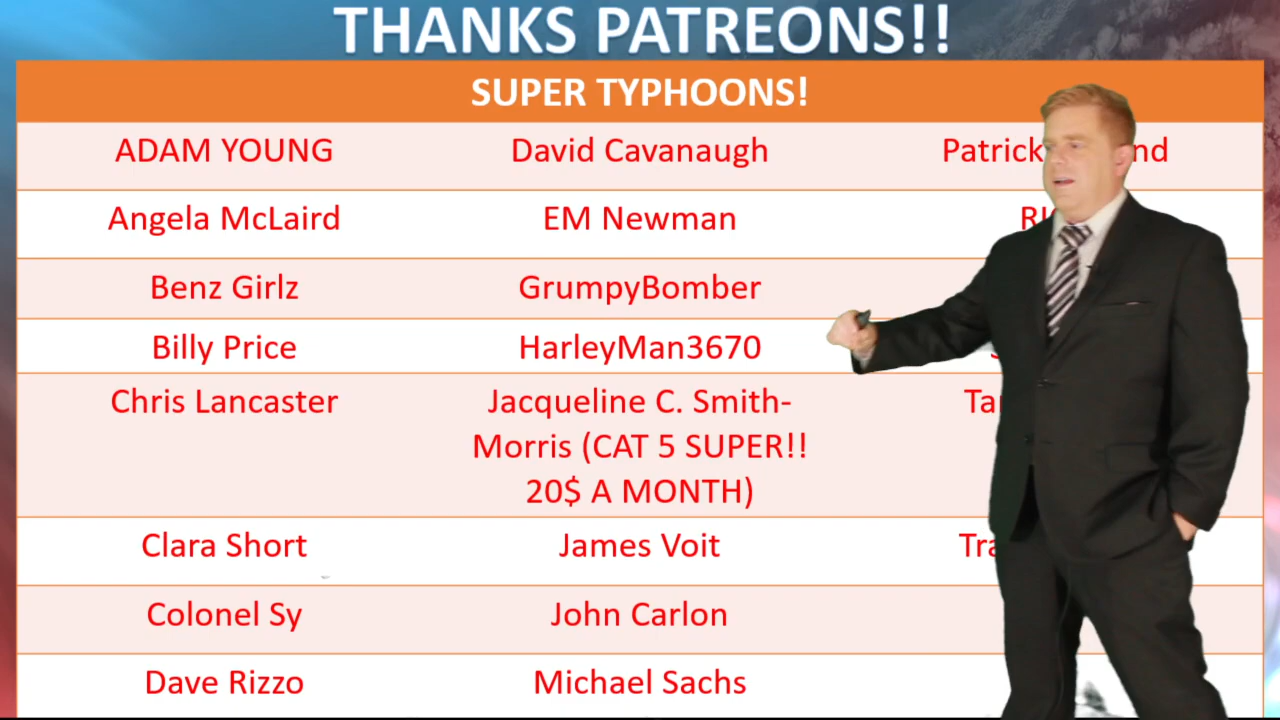 THANKS PATREONS!!
SUPER TYPHOONS!
ADAM YOUNG David Cavanaugh Patrick
Angela McLaird EM Newman
Benz Girlz GrumpyBomber
Billy Price HarleyMan3670
Chris Lancaster Jacqueline C. Smith-
Morris (CAT 5 SUPER!!
20$ A MONTH)
Clara Short James Voit
Colonel Sy John Carlon
Dave Rizzo Michael Sachs